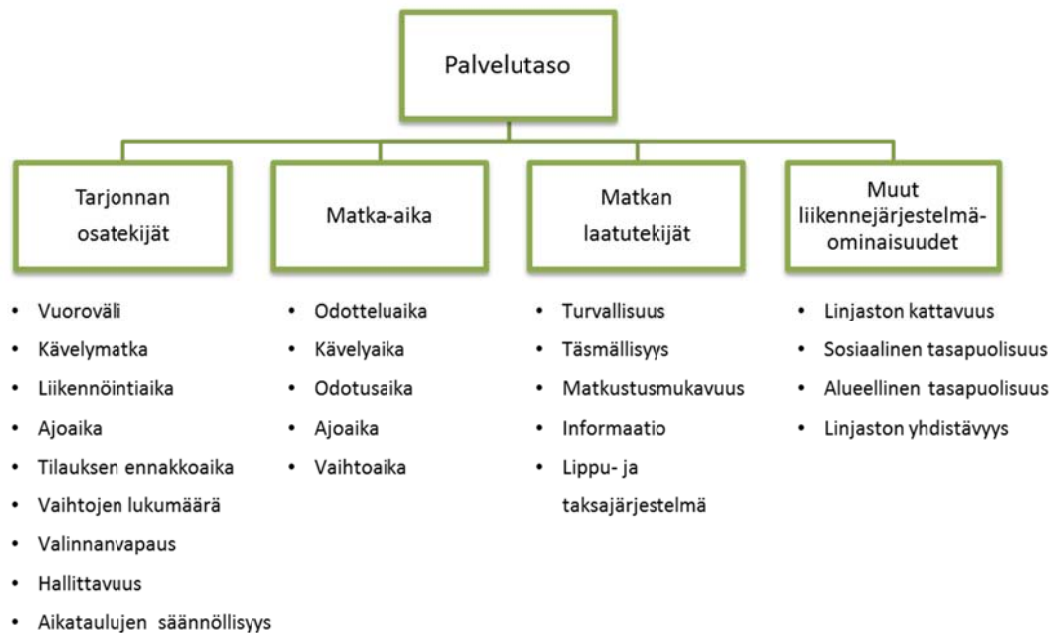 Palvelutaso
Tarjonnan
osatekijät
Matka-aika
Matkan
laatutekijät
Muut
liikennejärjestelmä-
ominaisuudet
• Vuoroväli
• Kävelymatka
• Liikennöintiaika
• Ajoaika
• Tilauksen ennakkoaika
• Vaihtojen lukumäärä
• Valinnanvapaus
• Hallittavuus
• Aikataulujen säännöllisyys
• Odotteluaika
• Kävelyaika
• Odotusaika
• Ajoaika
• Vaihtoaika
• Turvallisuus
• Täsmällisyys
• Matkustusmukavuus
• Informaatio
• Lippu- ja
taksajärjestelmä
• Linjaston kattavuus
• Sosiaalinen tasapuolisuus
• Alueellinen tasapuolisuus
• Linjaston yhdistävyys